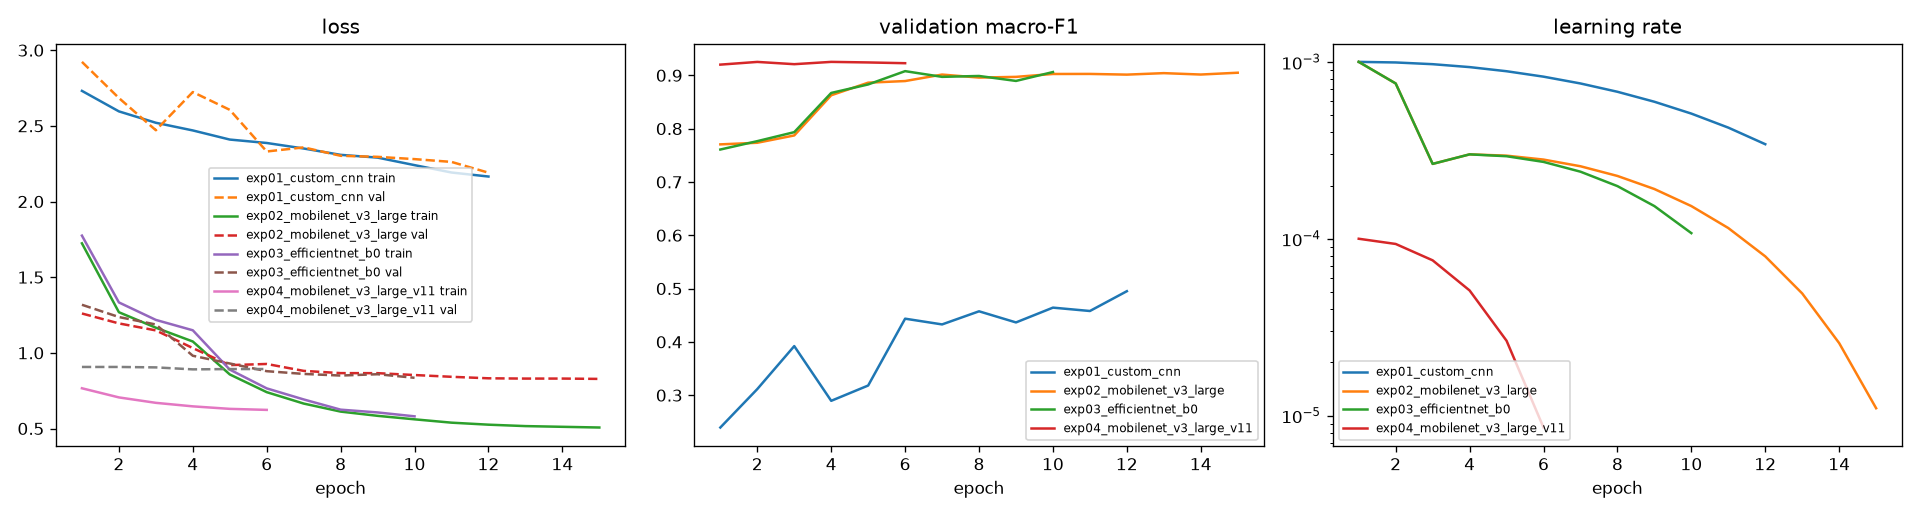 loss
3.0
2.5
2.0
1.5
1.0
0.5
2 4 6 8 10 12 14
epoch
exp01_custom_cnn train
exp01_custom_cnn val
exp02_mobilenet_v3_large train
exp02_mobilenet_v3_large val
exp03_efficientnet_b0 train
exp03_efficientnet_b0 val
exp04_mobilenet_v3_large_v11 train
exp04_mobilenet_v3_large_v11 val
validation macro-F1
0.9
0.8
0.7
0.6
0.5
0.4
0.3
2 4 6 8 10 12 14
epoch
exp01_custom_cnn
exp02_mobilenet_v3_large
exp03_efficientnet_b0
exp04_mobilenet_v3_large_v11
learning rate
10⁻³
10⁻⁴
10⁻⁵
2 4 6 8 10 12 14
epoch
exp01_custom_cnn
exp02_mobilenet_v3_large
exp03_efficientnet_b0
exp04_mobilenet_v3_large_v11